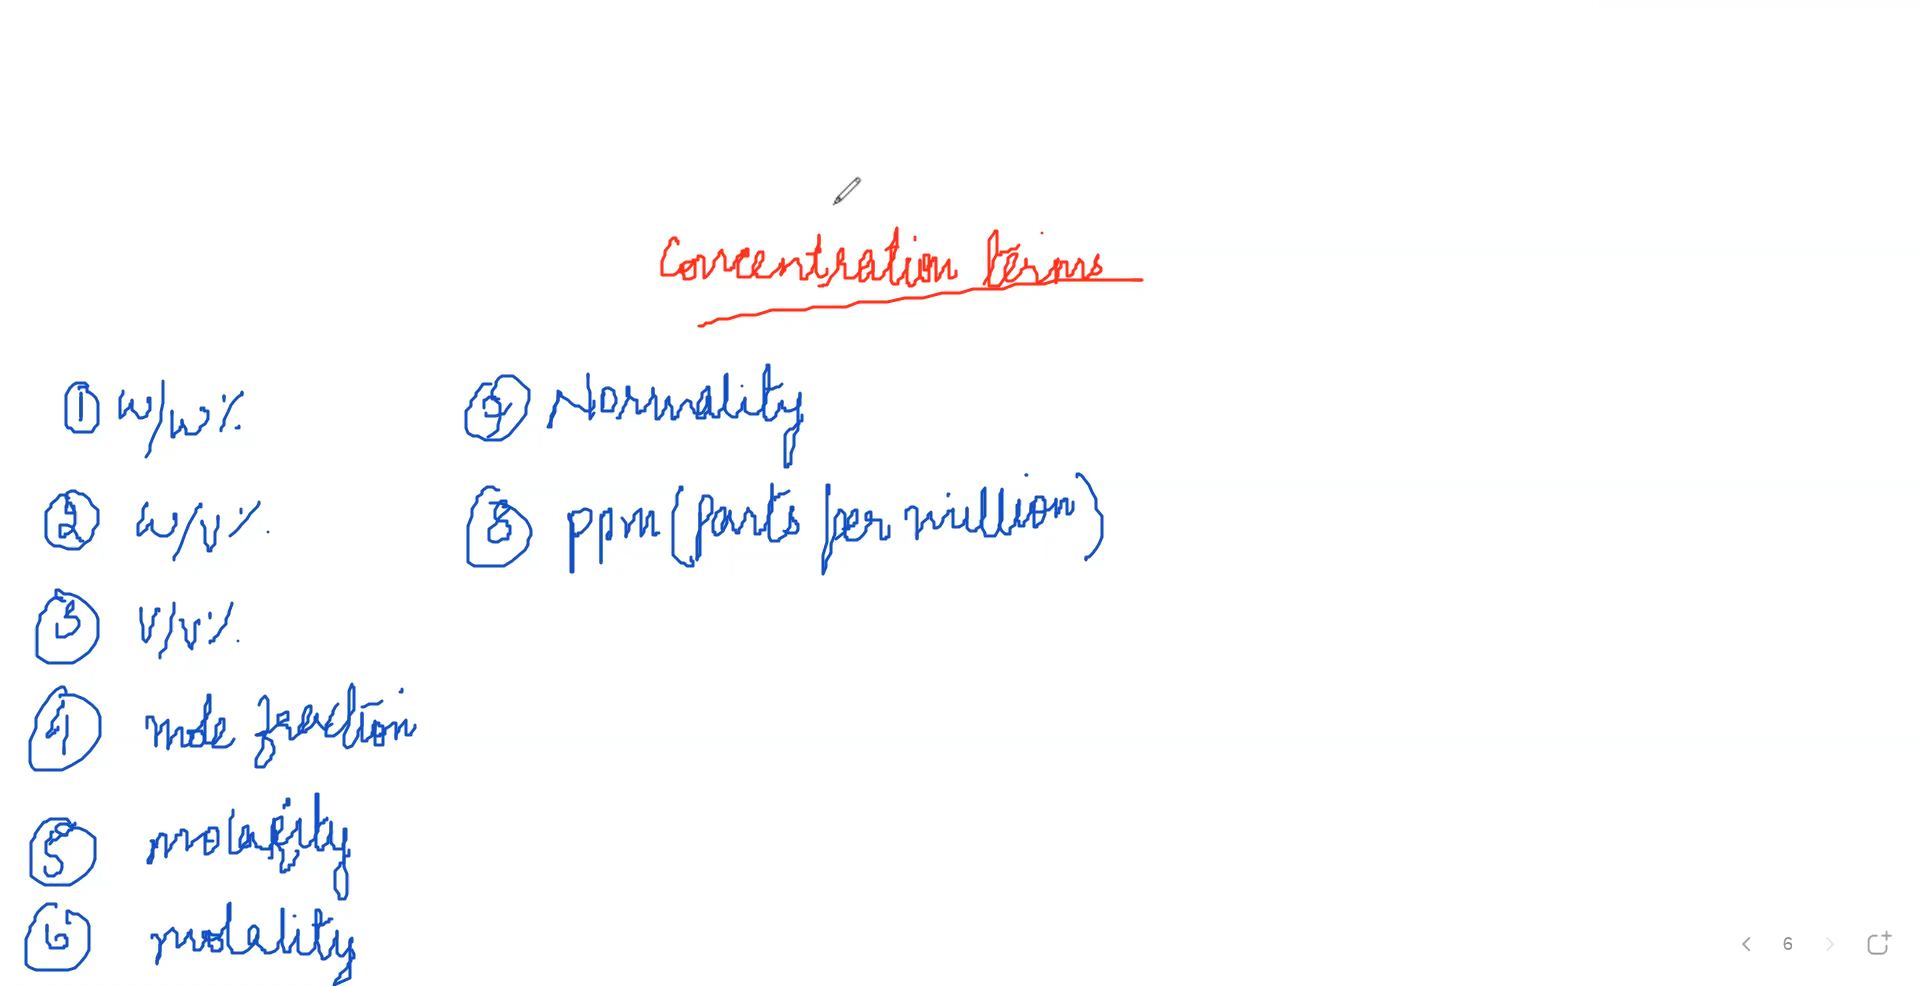 Concentration terms
① w/w %
② w/v %.
③ v/v %.
④ mole fraction
⑤ molarity
⑥ molality
⑦ Normality
⑧ ppm (parts per million)
6